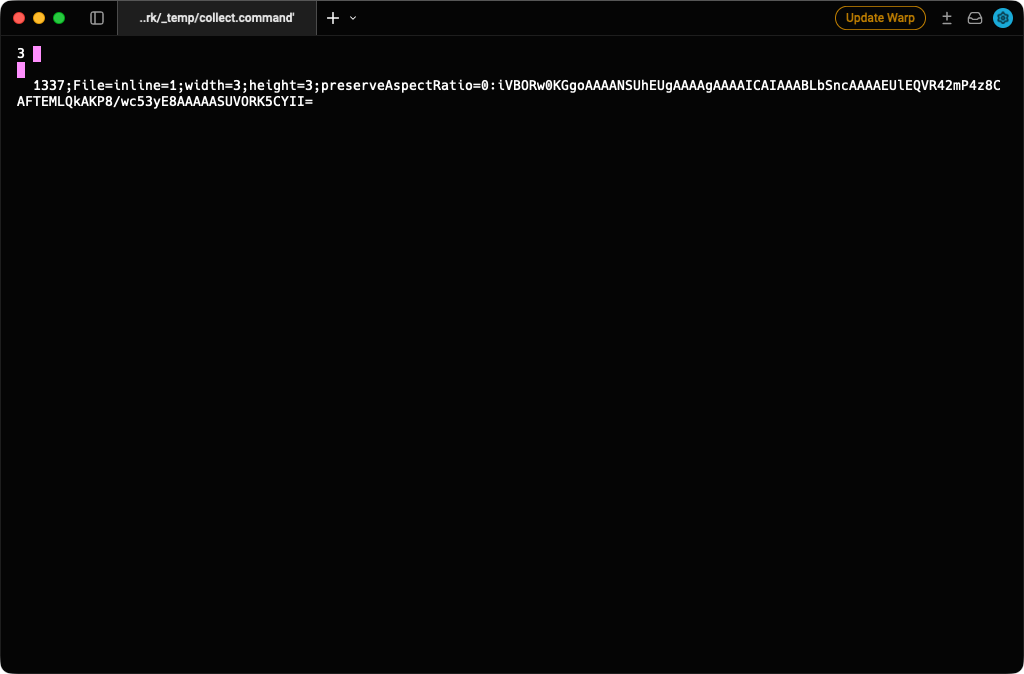 ..rk/_temp/collect.command'
Update Warp
3
1337;File=inline=1;width=3;height=3;preserveAspectRatio=0:iVBORw0KGgoAAAANSUhEUgAAAAgAAAAICAIAAABLbSncAAAAEUlEQVR42mP4z8C
AFTEMLQkAKP8/wc53yE8AAAAASUVORK5CYII=